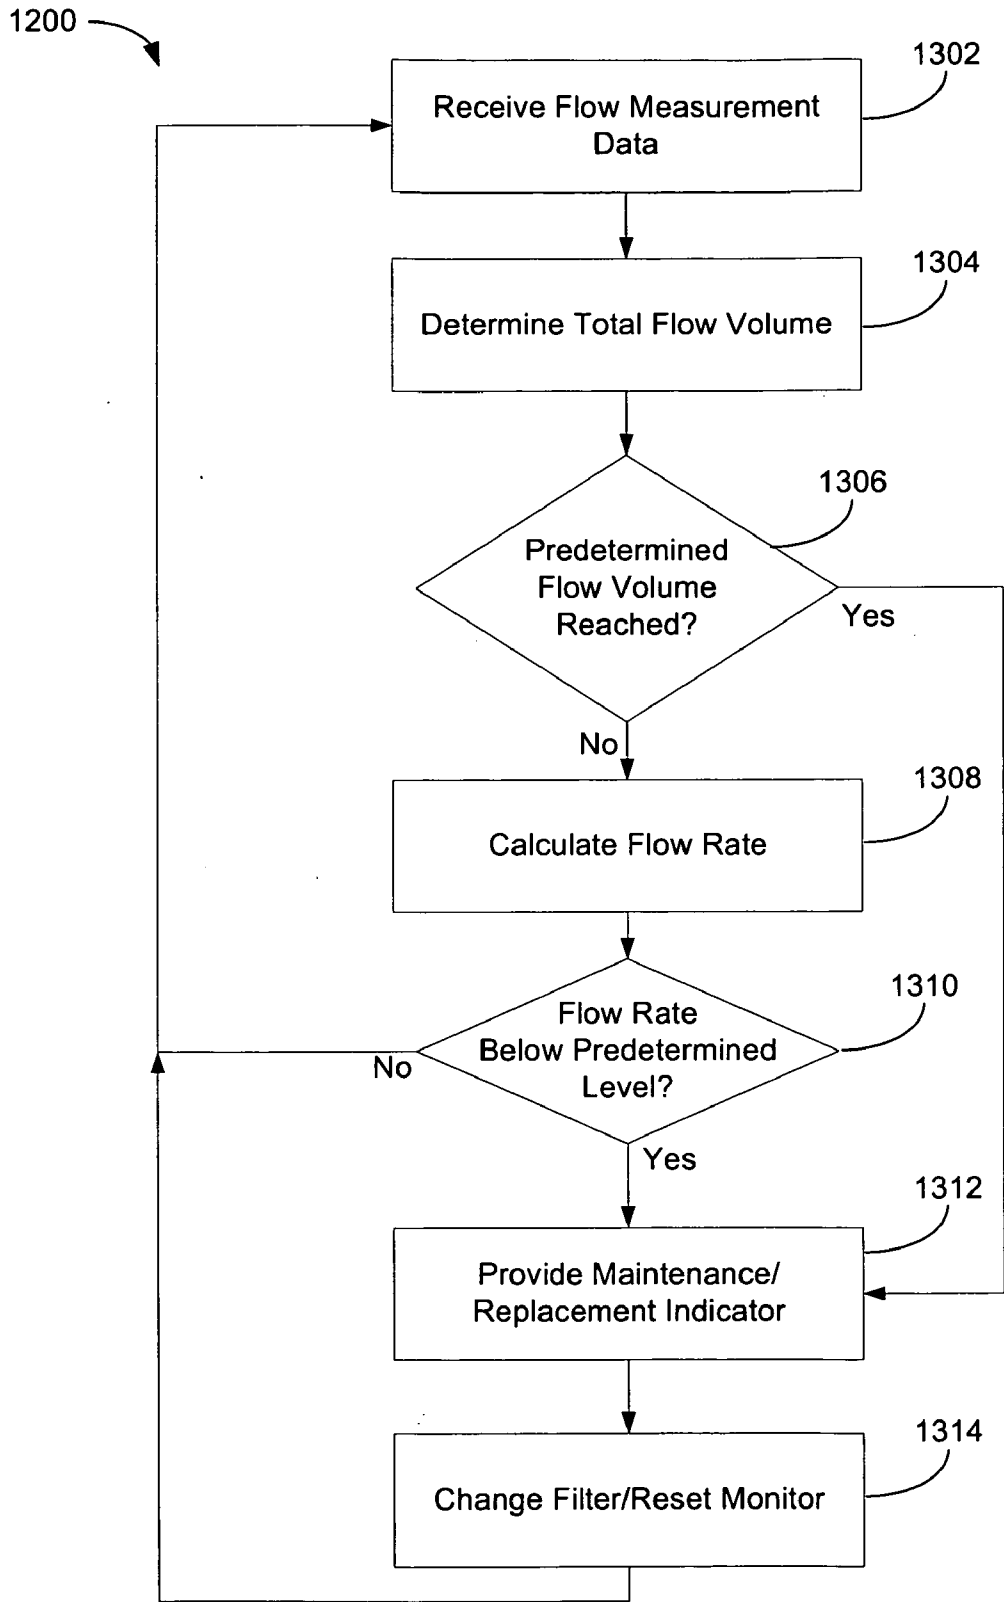 1200
1302
Receive Flow Measurement
Data
1304
Determine Total Flow Volume
1306
Predetermined
Flow Volume
Reached?
Yes
No
1308
Calculate Flow Rate
1310
Flow Rate
Below Predetermined
Level?
No
Yes
1312
Provide Maintenance/
Replacement Indicator
1314
Change Filter/Reset Monitor